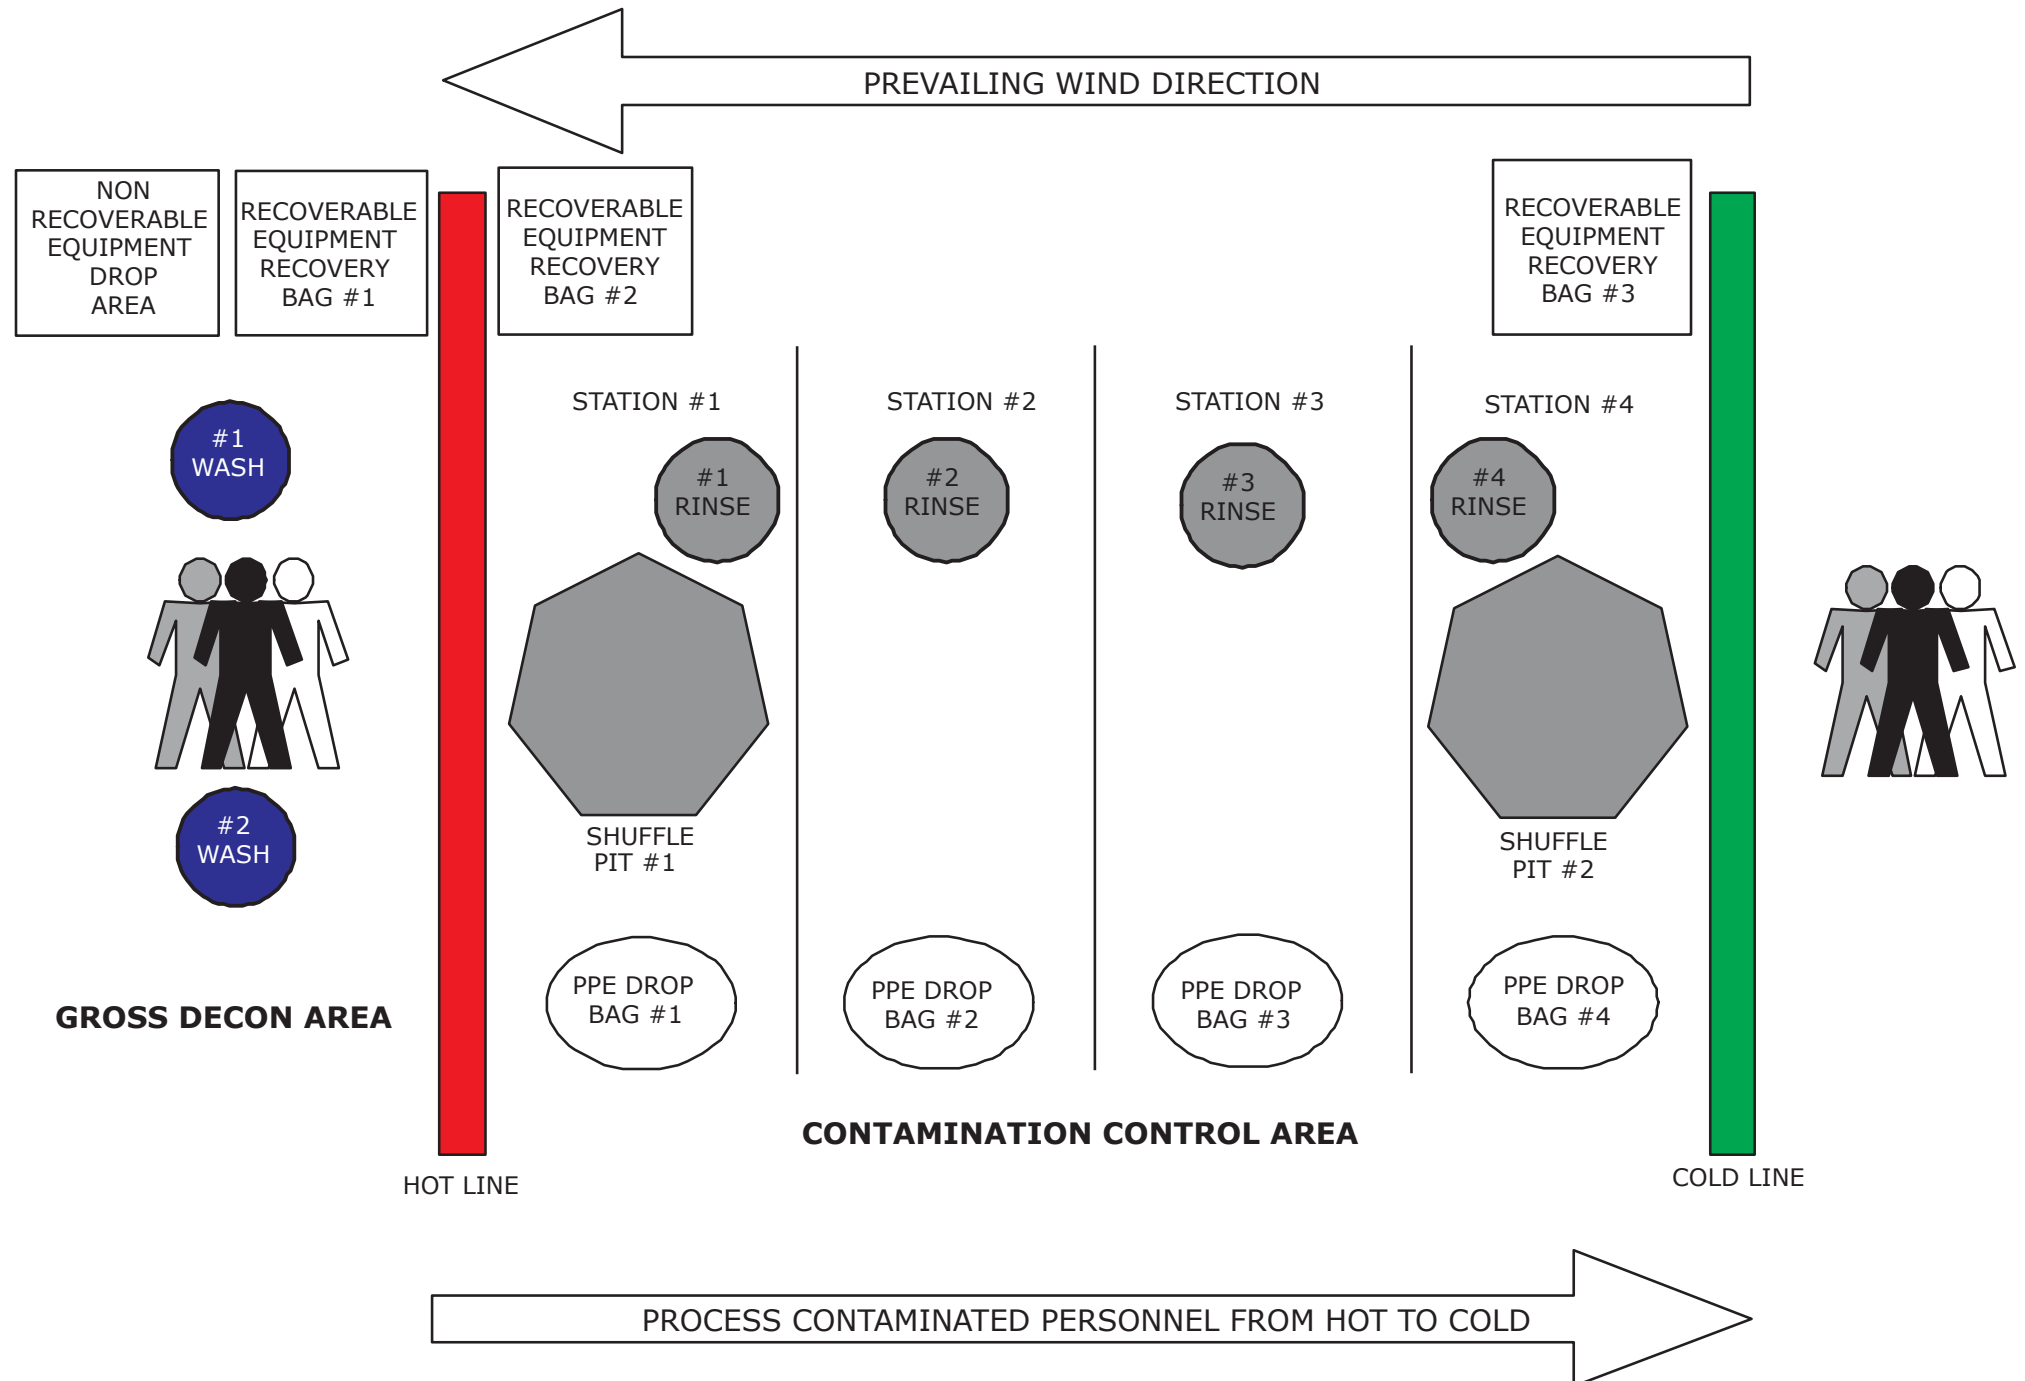 PREVAILING WIND DIRECTION
NON
RECOVERABLE
EQUIPMENT
DROP
AREA
RECOVERABLE
EQUIPMENT
RECOVERY
BAG #1
RECOVERABLE
EQUIPMENT
RECOVERY
BAG #2
RECOVERABLE
EQUIPMENT
RECOVERY
BAG #3
STATION #1
STATION #2
STATION #3
STATION #4
#1
WASH
#1
RINSE
#2
RINSE
#3
RINSE
#4
RINSE
#2
WASH
SHUFFLE
PIT #1
SHUFFLE
PIT #2
GROSS DECON AREA
PPE DROP
BAG #1
PPE DROP
BAG #2
PPE DROP
BAG #3
PPE DROP
BAG #4
CONTAMINATION CONTROL AREA
HOT LINE
COLD LINE
PROCESS CONTAMINATED PERSONNEL FROM HOT TO COLD